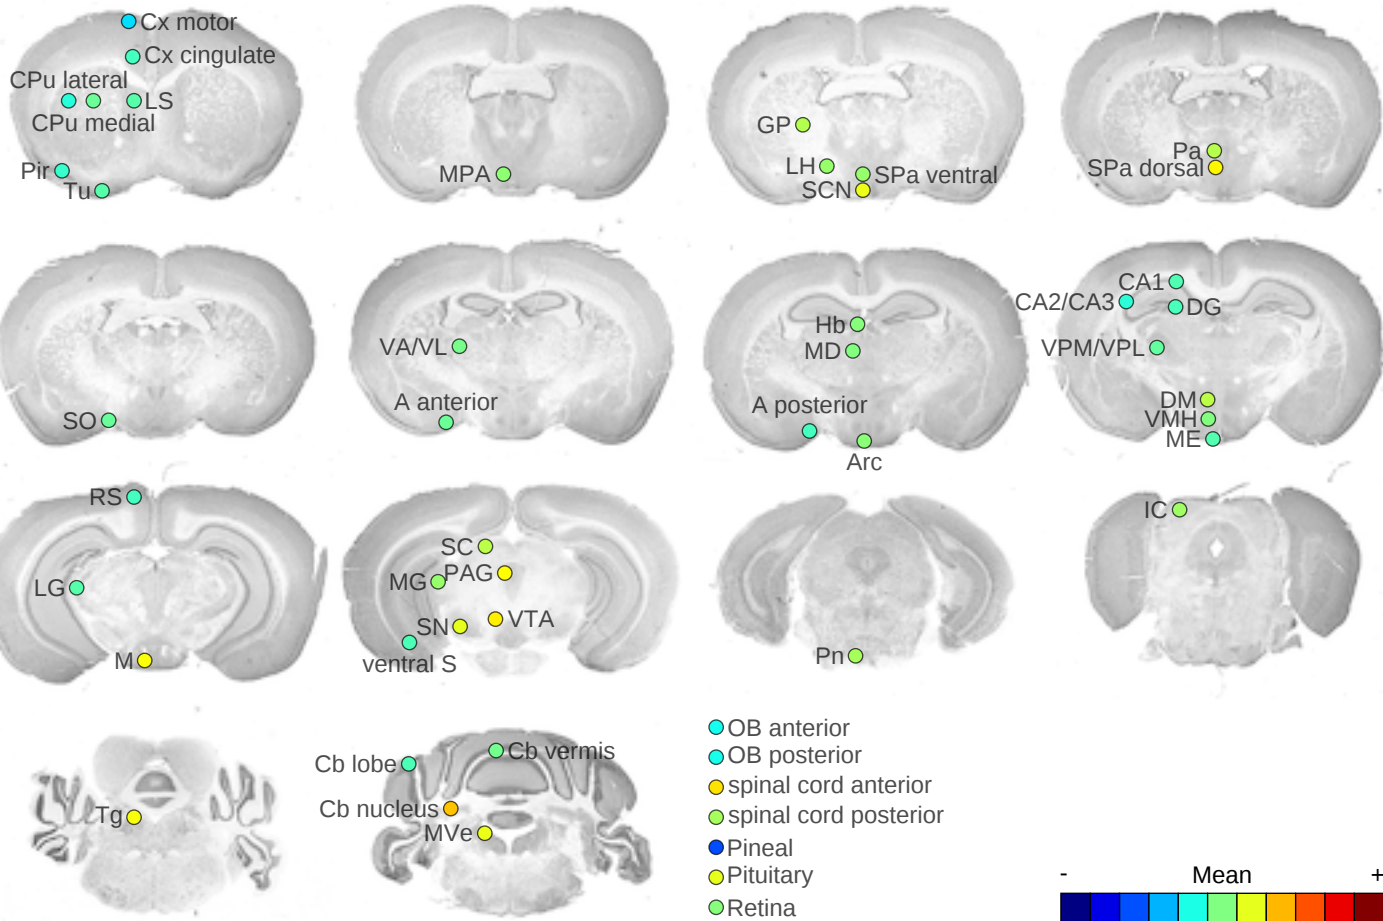 Cx motor
Cx cingulate
CPu lateral
LS
CPu medial
Pir
Tu
MPA
GP
LH
SPa ventral
SCN
Pa
SPa dorsal
SO
VA/VL
A anterior
Hb
MD
A posterior
Arc
CA1
CA2/CA3
DG
VPM/VPL
DM
VMH
ME
RS
LG
M
SC
PAG
MG
SN
VTA
ventral S
Pn
IC
Tg
Cb vermis
Cb lobe
Cb nucleus
MVe
OB anterior
OB posterior
spinal cord anterior
spinal cord posterior
Pineal
Pituitary
Retina
- Mean +